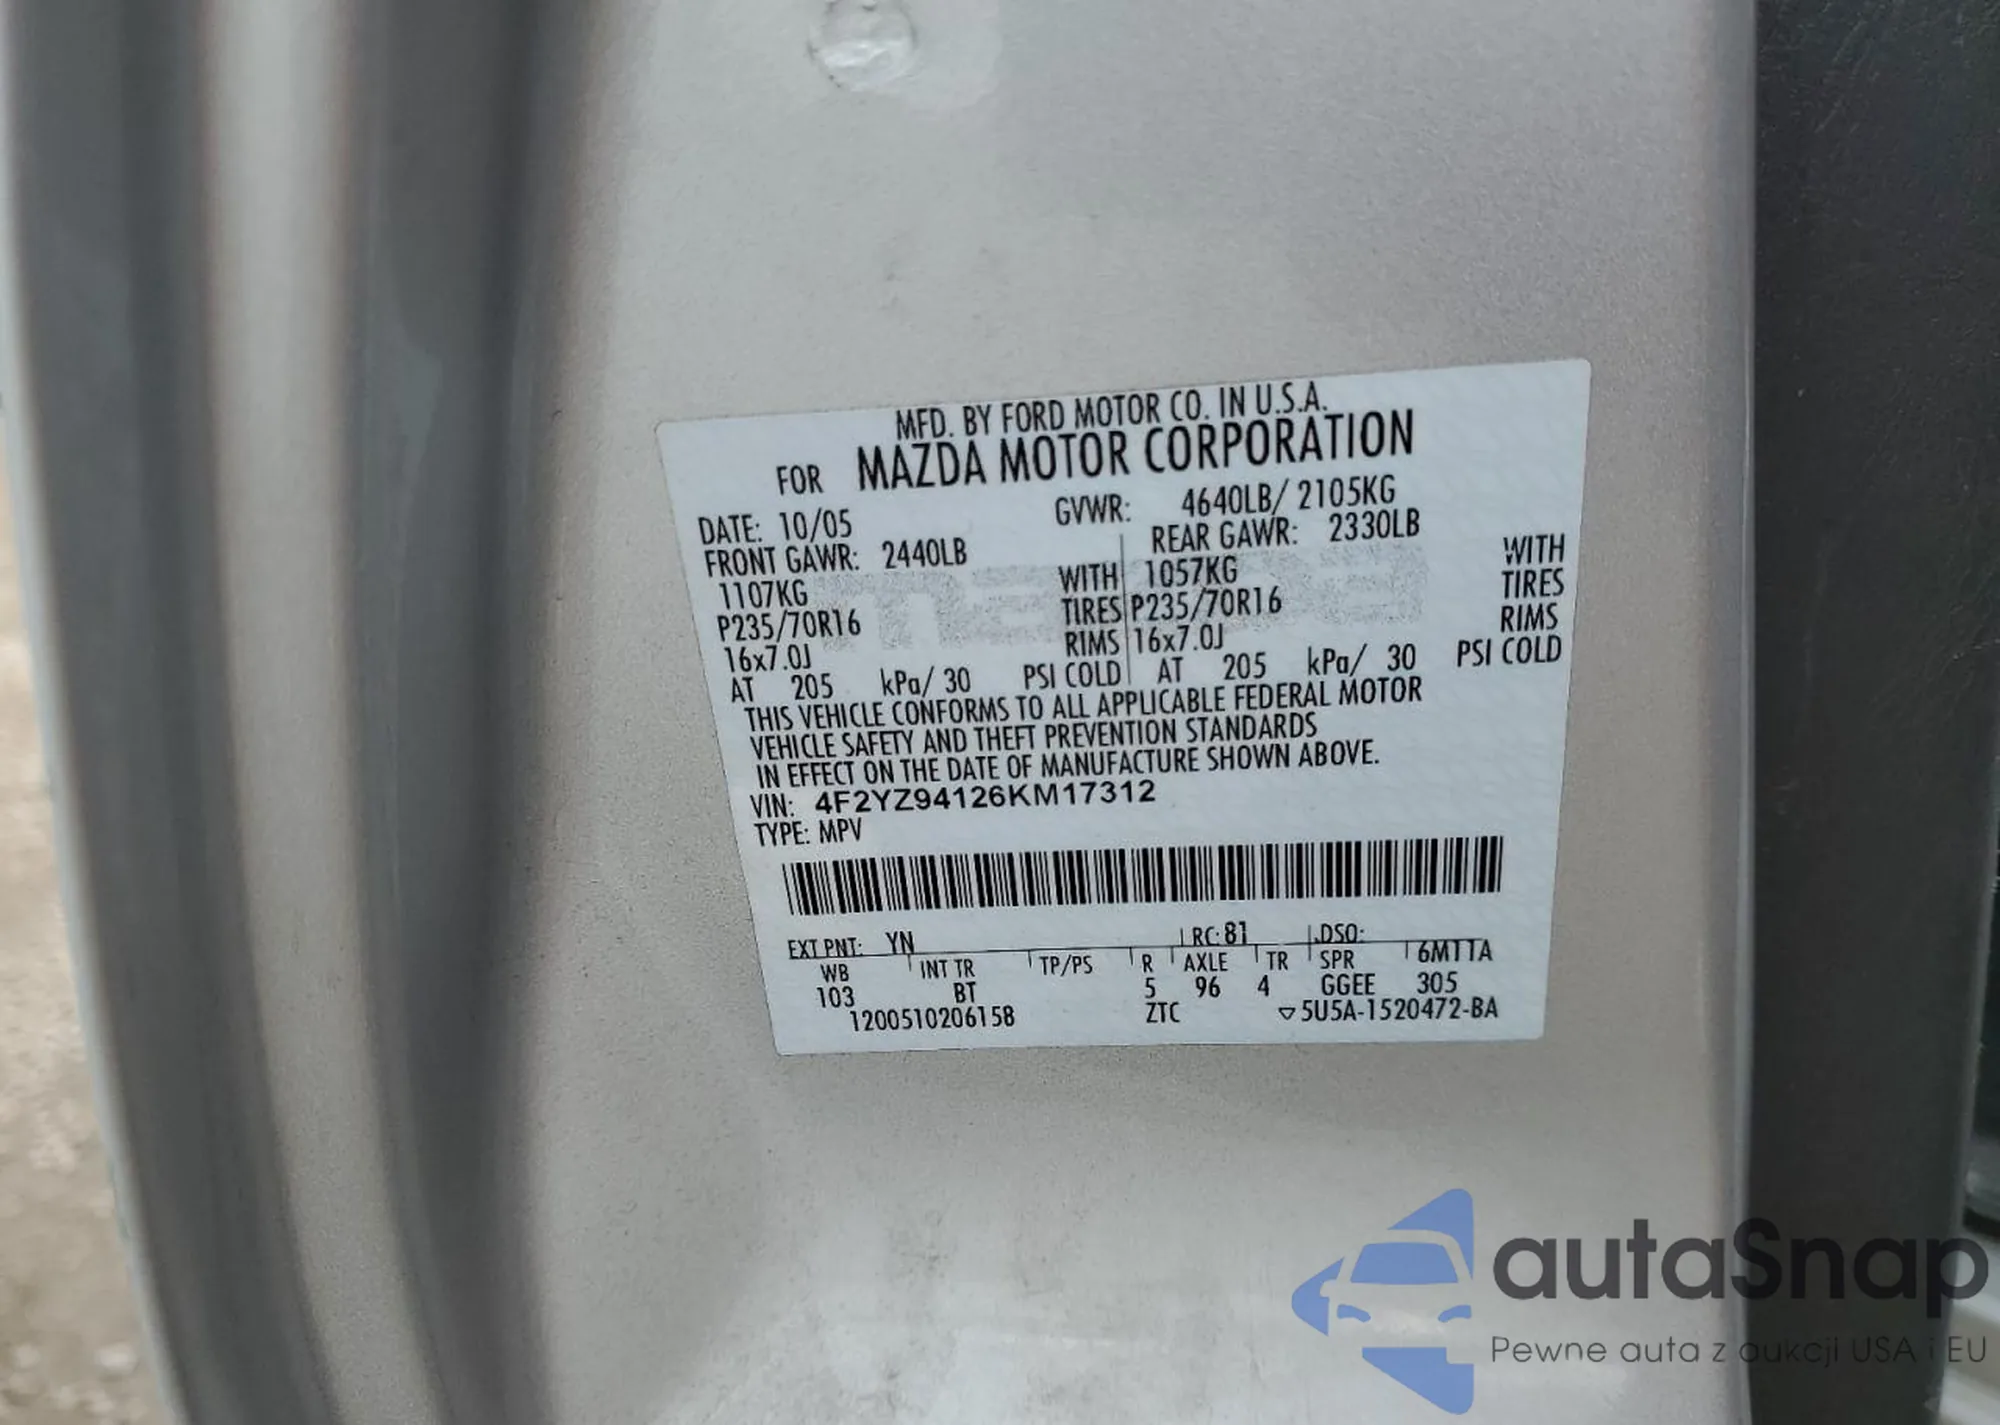 MFD. BY FORD MOTOR CO. IN U.S.A.
FOR MAZDA MOTOR CORPORATION
DATE: 10/05 GVWR: 4640LB/ 2105KG
FRONT GAWR: 2440LB REAR GAWR: 2330LB
1107KG WITH 1057KG WITH
P235/70R16 TIRES P235/70R16 TIRES
16x7.0J RIMS 16x7.0J RIMS
AT 205 kPa/ 30 PSI COLD AT 205 kPa/ 30 PSI COLD
THIS VEHICLE CONFORMS TO ALL APPLICABLE FEDERAL MOTOR
VEHICLE SAFETY AND THEFT PREVENTION STANDARDS
IN EFFECT ON THE DATE OF MANUFACTURE SHOWN ABOVE.
VIN: 4F2YZ94126KM17312
TYPE: MPV
EXT PNT: YN RC: 81 DSO:
WB INT TR TP/PS R AXLE TR SPR 6M11A
103 BT 5 96 4 GGEE 305
1200510206158 ZTC ▽5U5A-1520472-BA
autaSnap
Pewne auta z aukcji USA i EU